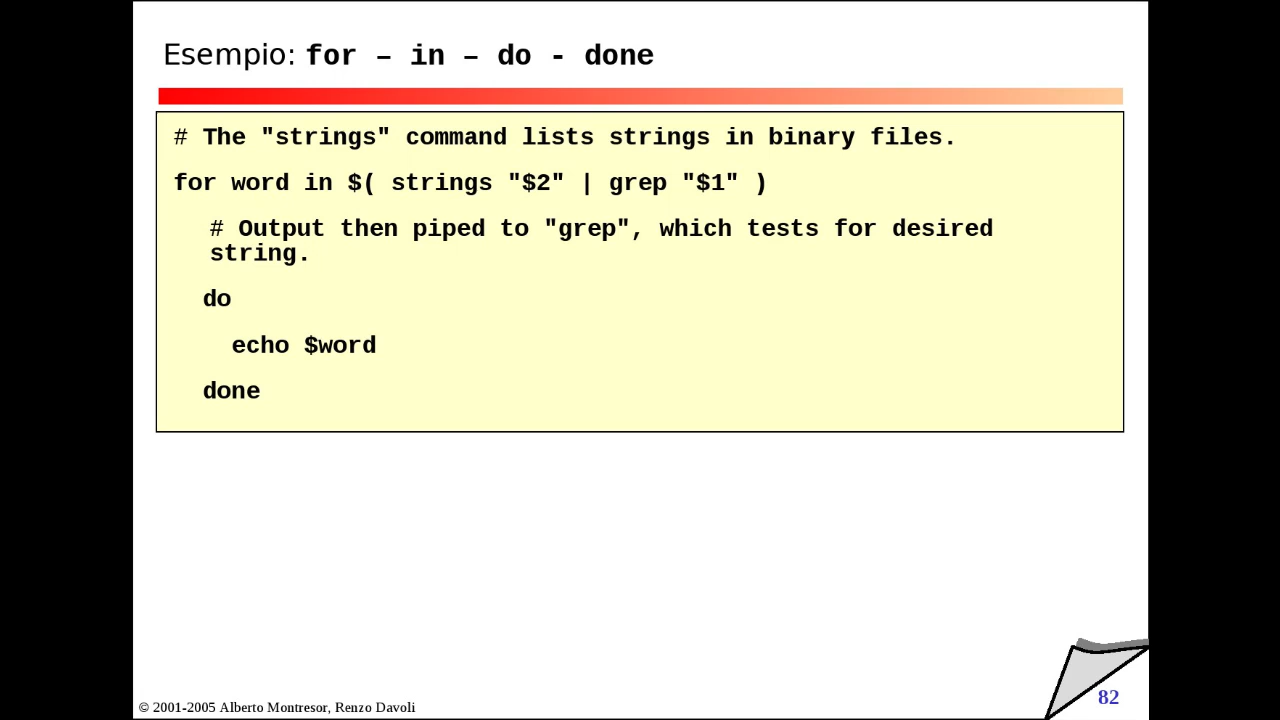 Esempio: for – in – do - done
# The "strings" command lists strings in binary files.
for word in $( strings "$2" | grep "$1" )
# Output then piped to "grep", which tests for desired
string.
do
echo $word
done
© 2001-2005 Alberto Montresor, Renzo Davoli
82